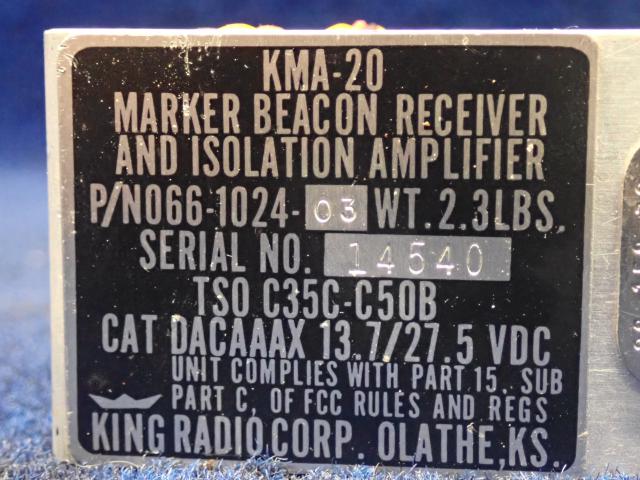 KMA-20
MARKER BEACON RECEIVER
AND ISOLATION AMPLIFIER
P/N066-1024-03 WT. 2.3LBS.
SERIAL NO. 14540
TSO C35C-C50B
CAT DACAAAX 13.7/27.5 VDC
UNIT COMPLIES WITH PART 15, SUB
PART C, OF FCC RULES AND REGS
KING RADIO CORP. OLATHE, KS.